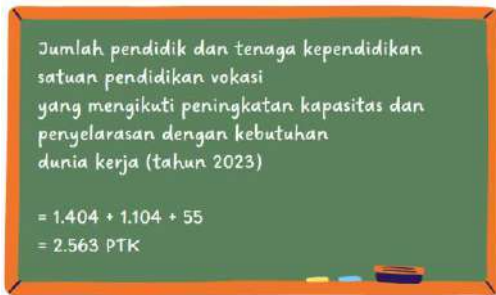 Jumlah pendidik dan tenaga kependidikan
satuan pendidikan vokasi
yang mengikuti peningkatan kapasitas dan
penyelarasan dengan kebutuhan
dunia kerja (tahun 2023)
= 1.404 + 1.104 + 55
= 2.563 PTK